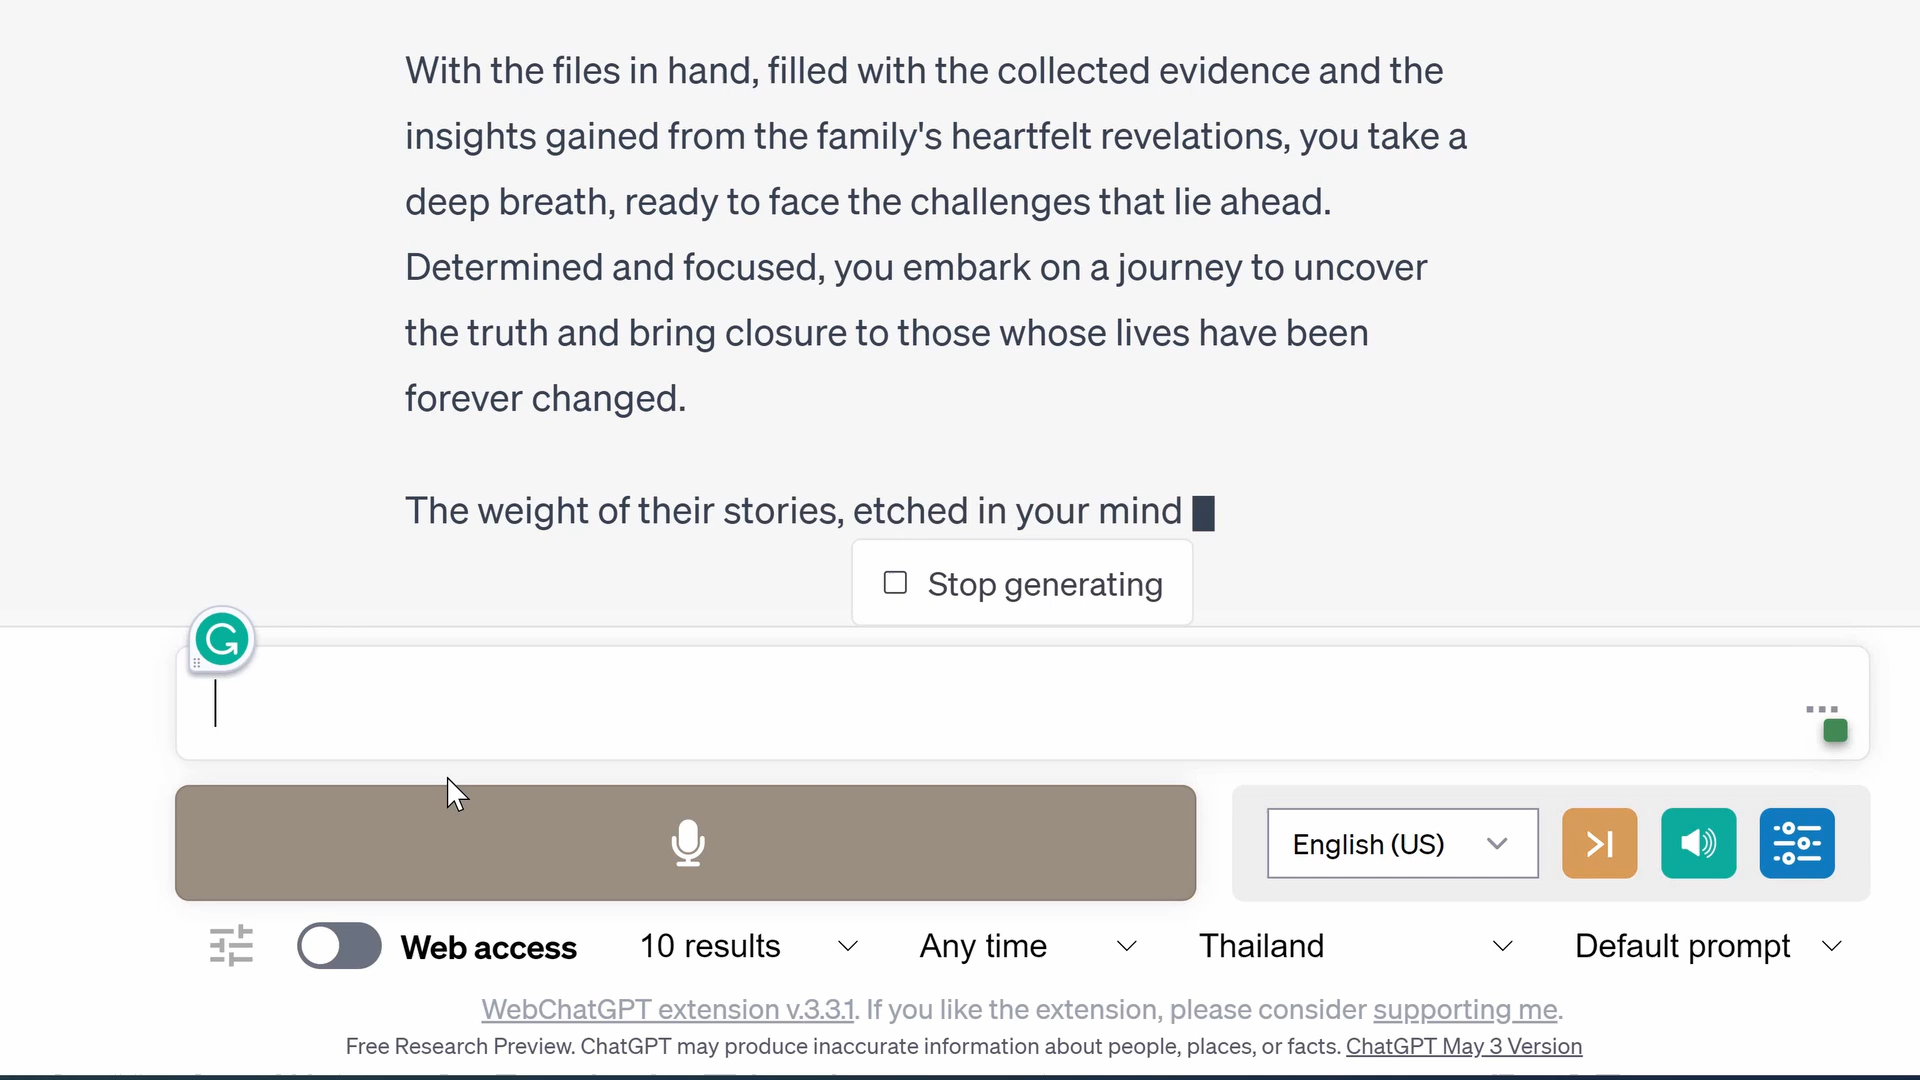 With the files in hand, filled with the collected evidence and the
insights gained from the family's heartfelt revelations, you take a
deep breath, ready to face the challenges that lie ahead.
Determined and focused, you embark on a journey to uncover
the truth and bring closure to those whose lives have been
forever changed.
The weight of their stories, etched in your mind
Stop generating
English (US)
Web access 10 results Any time Thailand Default prompt
WebChatGPT extension v.3.3.1. If you like the extension, please consider supporting me.
Free Research Preview. ChatGPT may produce inaccurate information about people, places, or facts. ChatGPT May 3 Version